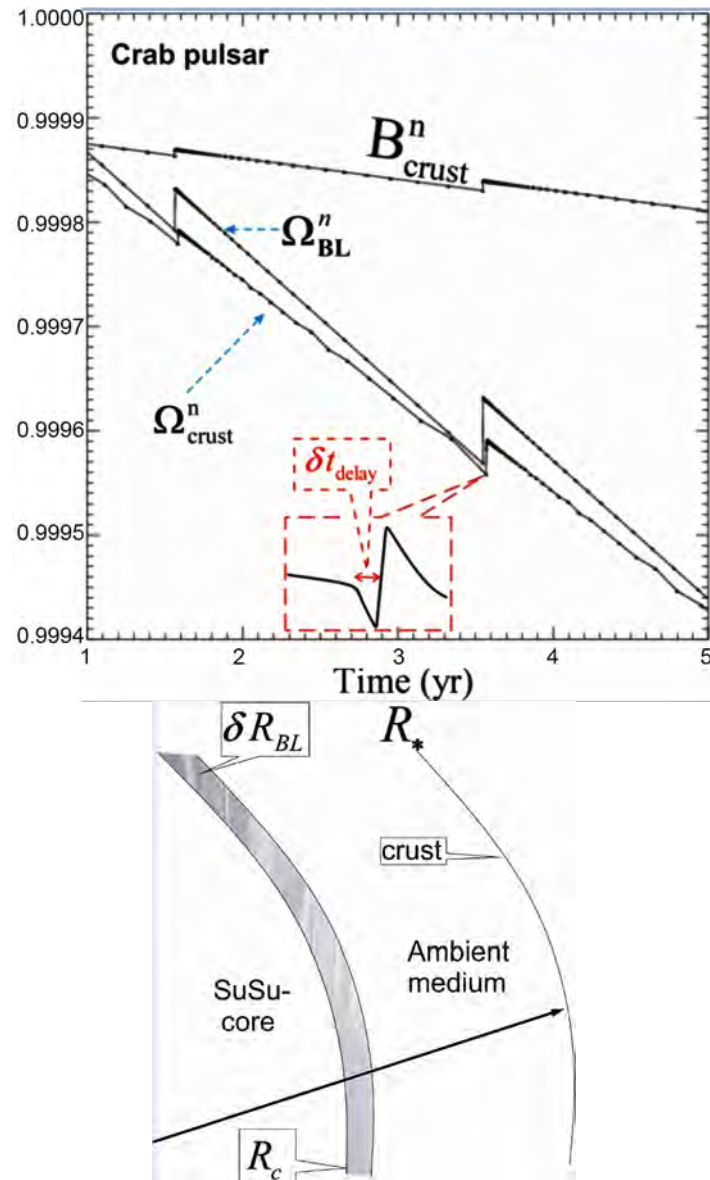 1.0000
Crab pulsar
0.9999
B^n_crust
0.9998
Ω^n_BL
0.9997
Ω^n_crust
0.9996
δt_delay
0.9995
0.9994
1 2 3 4 5
Time (yr)
δR_BL
R_*
crust
Ambient
medium
SuSu-
core
R_c